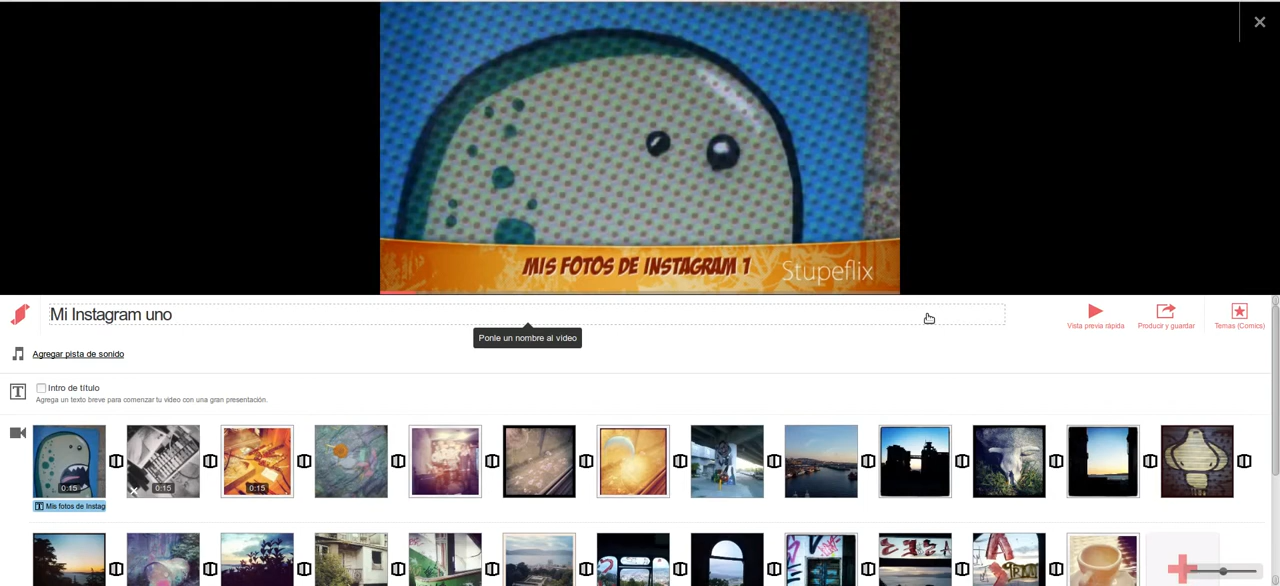 MIS FOTOS DE INSTAGRAM 1
Stupeflix
Mi Instagram uno
Ponle un nombre al video
Vista previa rápida
Producir y guardar
Temas (Comics)
Agregar pista de sonido
T
Intro de título
Agrega un texto breve para comenzar tu video con una gran presentación.
0:15
0:15
0:15
Mis fotos de Instag